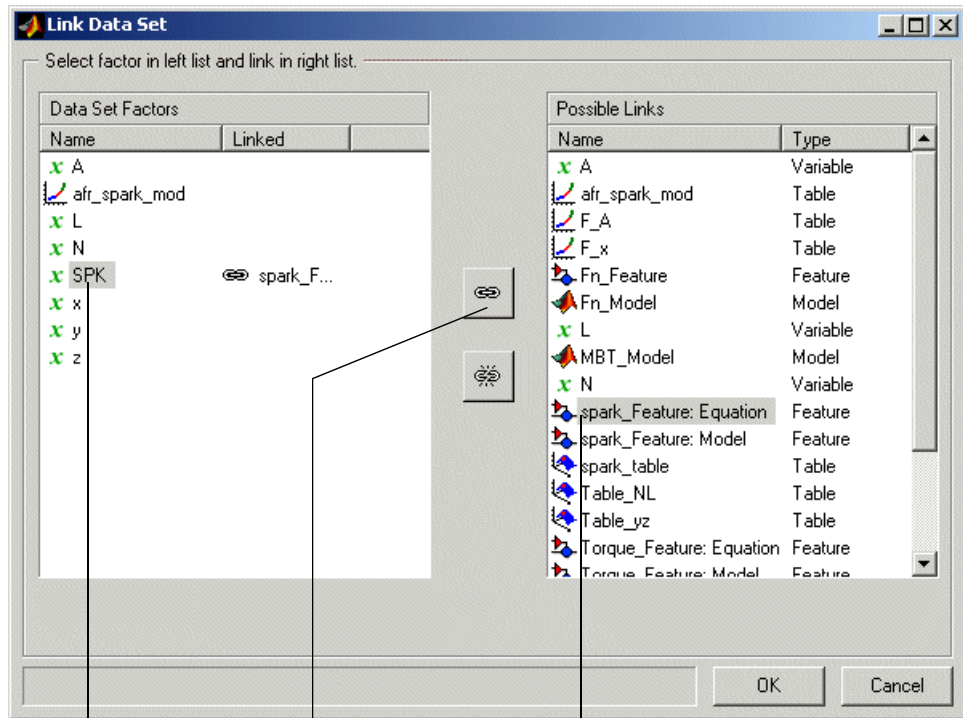 Link Data Set
Select factor in left list and link in right list.
Data Set Factors
Name Linked
x A
afr_spark_mod
x L
x N
x SPK spark_F...
x x
x y
x z
Possible Links
Name Type
x A Variable
afr_spark_mod Table
F_A Table
F_x Table
Fn_Feature Feature
Fn_Model Model
x L Variable
MBT_Model Model
x N Variable
spark_Feature: Equation Feature
spark_Feature: Model Feature
spark_table Table
Table_NL Table
Table_yz Table
Torque_Feature: Equation Feature
Torque_Feature: Model Feature
OK Cancel